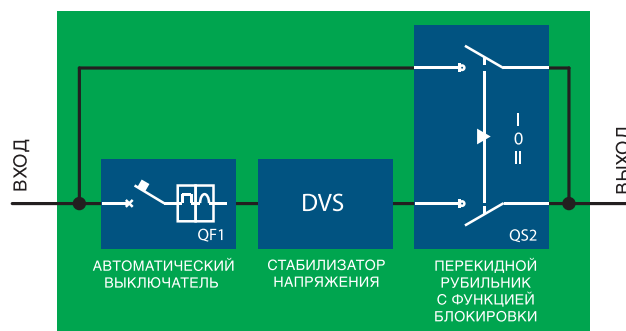 ВХОД
QF1
АВТОМАТИЧЕСКИЙ
ВЫКЛЮЧАТЕЛЬ
DVS
СТАБИЛИЗАТОР
НАПРЯЖЕНИЯ
I
0
II
QS2
ПЕРЕКИДНОЙ
РУБИЛЬНИК
С ФУНКЦИЕЙ
БЛОКИРОВКИ
ВЫХОД